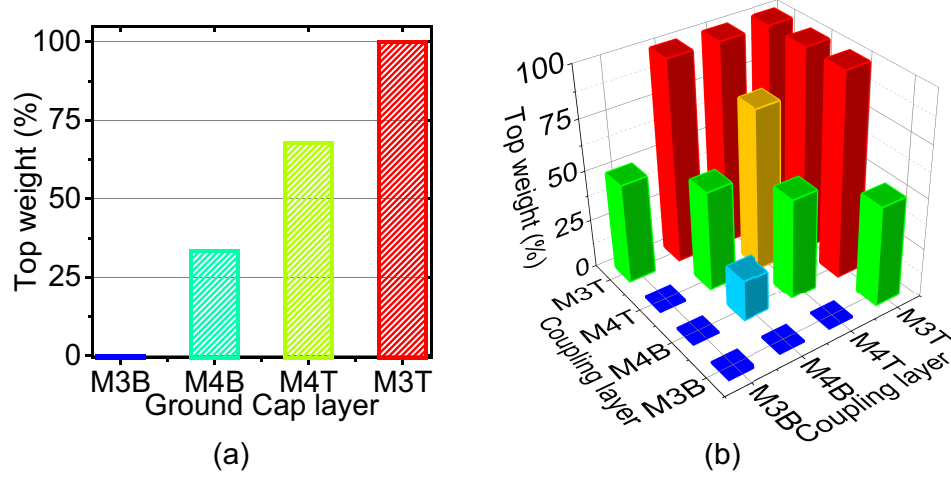 100
75
50
25
0
Top weight (%)
M3B M4B M4T M3T
Ground Cap layer
(a)
100
75
50
25
0
Top weight (%)
M3T
M4T
M4B
M3B
Coupling layer
M3B
M4B
M4T
M3T
Coupling layer
(b)